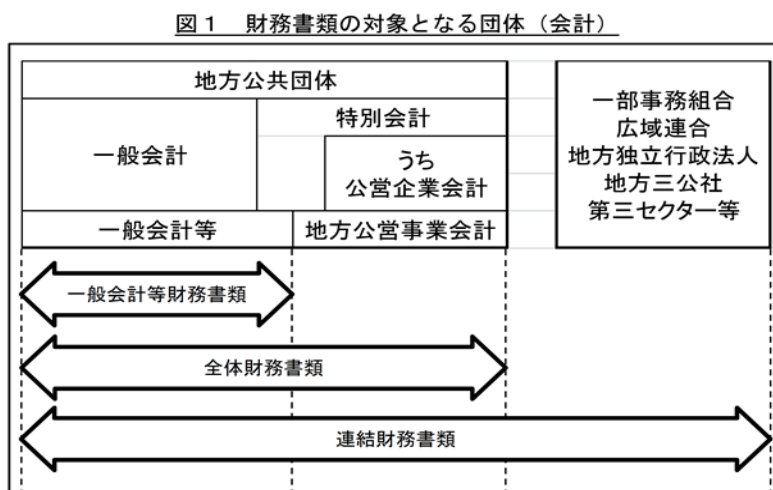 図1 財務書類の対象となる団体（会計）
地方公共団体
一般会計
特別会計
うち
公営企業会計
一般会計等
地方公営事業会計
一部事務組合
広域連合
地方独立行政法人
地方三公社
第三セクター等
一般会計等財務書類
全体財務書類
連結財務書類